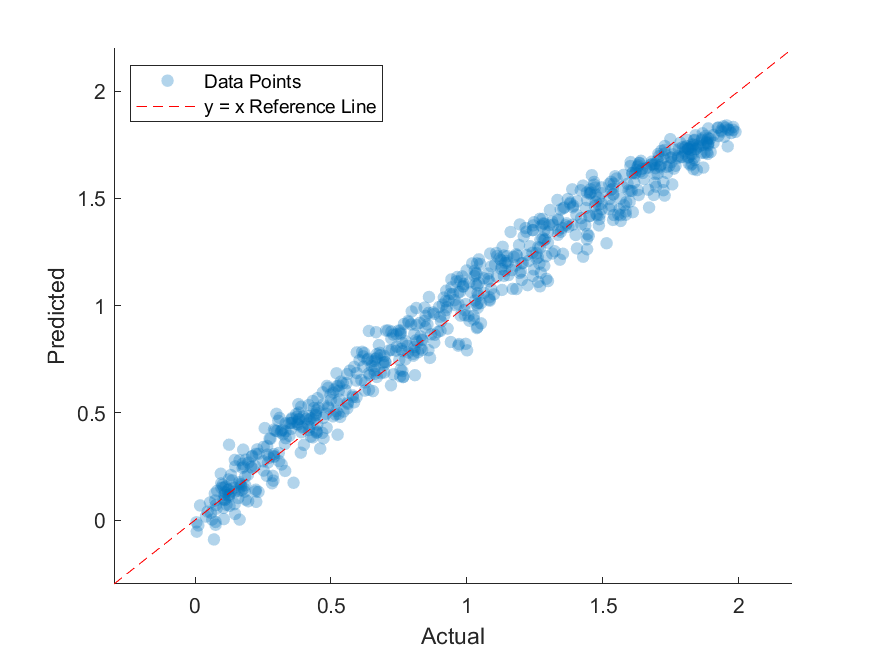 Data Points
y = x Reference Line
2
1.5
1
0.5
0
Predicted
0
0.5
1
1.5
2
Actual